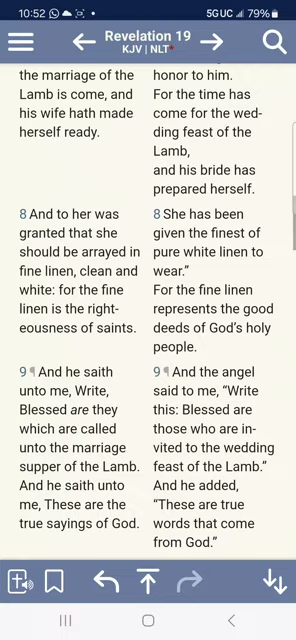 10:52
5G UC 79%
Revelation 19
KJV | NLT*
the marriage of the
Lamb is come, and
his wife hath made
herself ready.
8 And to her was
granted that she
should be arrayed in
fine linen, clean and
white: for the fine
linen is the right-
eousness of saints.
9 ¶ And he saith
unto me, Write,
Blessed are they
which are called
unto the marriage
supper of the Lamb.
And he saith unto
me, These are the
true sayings of God.
honor to him.
For the time has
come for the wed-
ding feast of the
Lamb,
and his bride has
prepared herself.
8 She has been
given the finest of
pure white linen to
wear.”
For the fine linen
represents the good
deeds of God’s holy
people.
9 ¶ And the angel
said to me, “Write
this: Blessed are
those who are in-
vited to the wedding
feast of the Lamb.”
And he added,
“These are true
words that come
from God.”